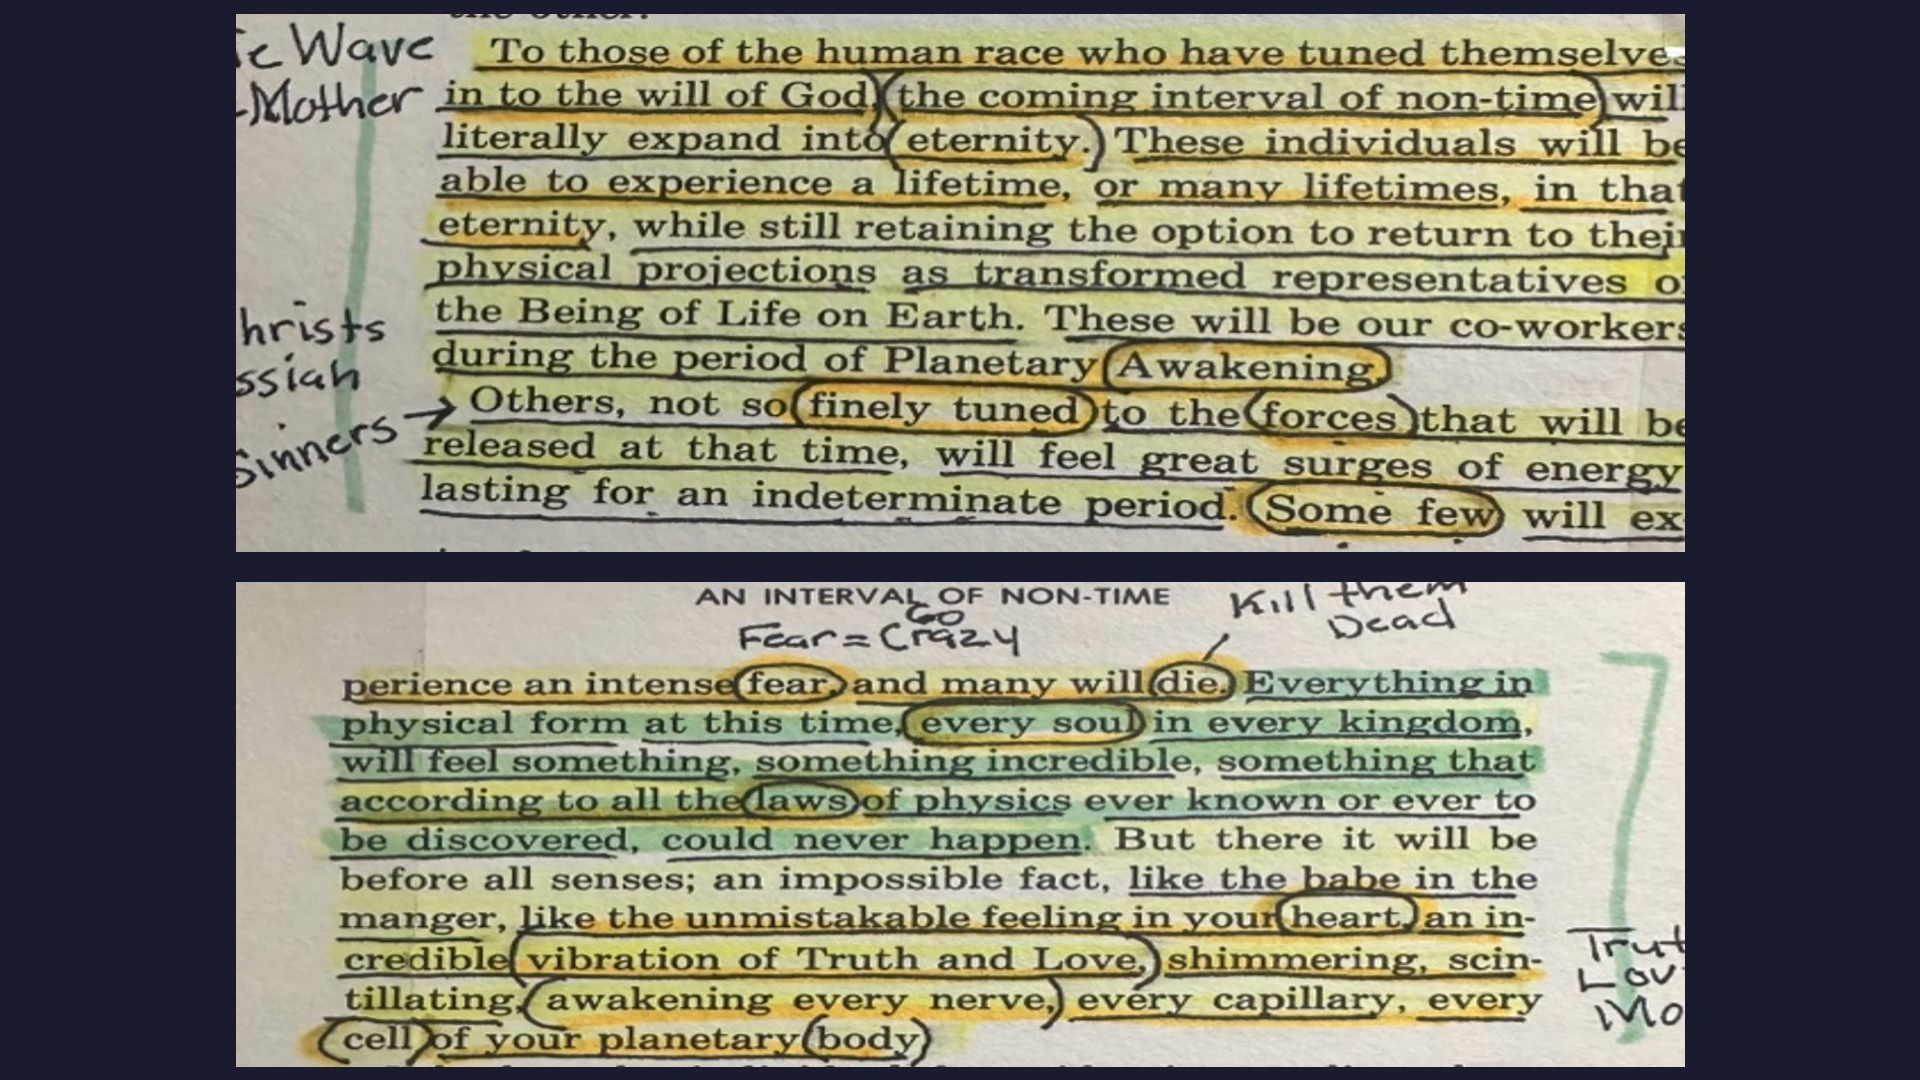 the other.
To those of the human race who have tuned themselve
in to the will of God, the coming interval of non-time will
literally expand into eternity. These individuals will be
able to experience a lifetime, or many lifetimes, in that
eternity, while still retaining the option to return to their
physical projections as transformed representatives of
the Being of Life on Earth. These will be our co-workers
during the period of Planetary Awakening.
Others, not so finely tuned to the forces that will be
released at that time, will feel great surges of energy
lasting for an indeterminate period. Some few will ex-
Wave
-Mother
hrists
ssiah
Sinners
AN INTERVAL OF NON-TIME
Kill them
Dead
Go
Fear = Crazy
perience an intense fear, and many will die. Everything in
physical form at this time, every soul in every kingdom,
will feel something, something incredible, something that
according to all the laws of physics ever known or ever to
be discovered, could never happen. But there it will be
before all senses; an impossible fact, like the babe in the
manger, like the unmistakable feeling in your heart, an in-
credible vibration of Truth and Love, shimmering, scin-
tillating, awakening every nerve, every capillary, every
cell of your planetary body.
Trut
Lov
Mo